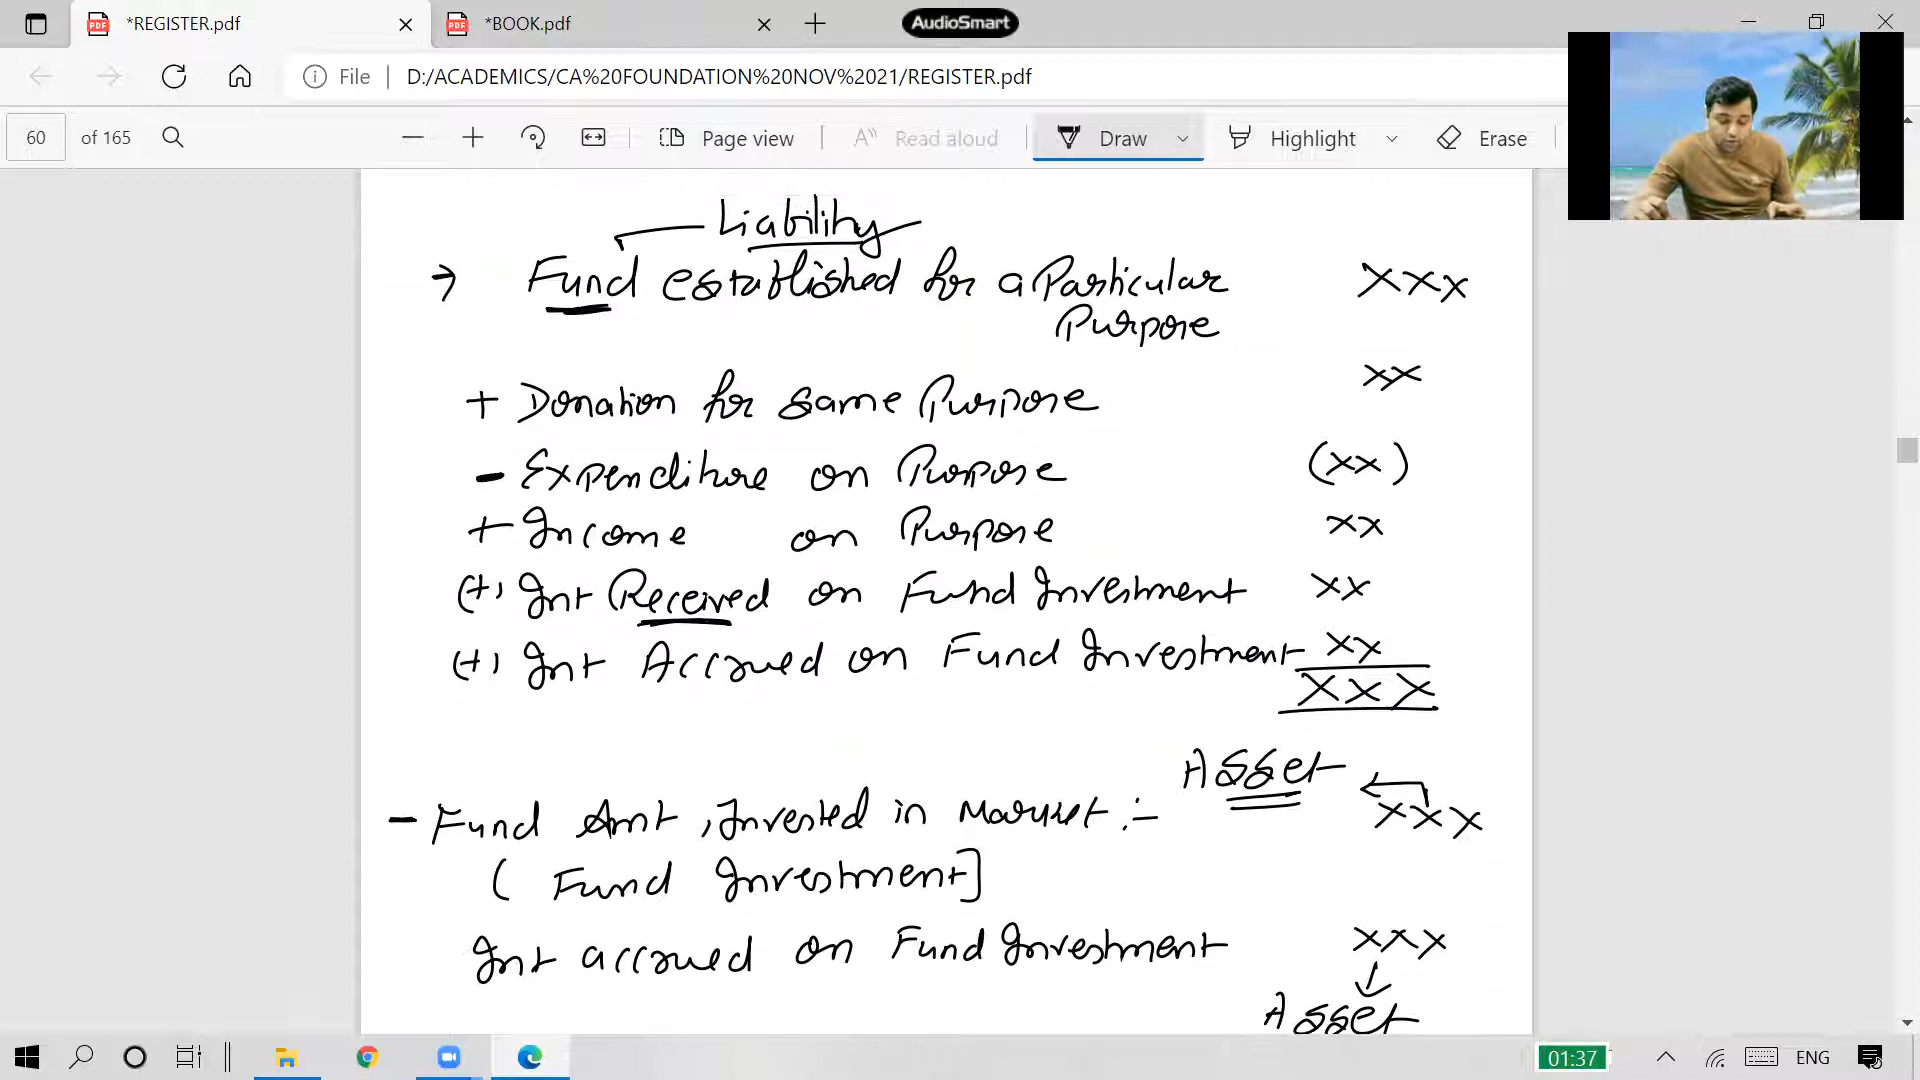 *REGISTER.pdf
*BOOK.pdf
AudioSmart
File
D:/ACADEMICS/CA%20FOUNDATION%20NOV%2021/REGISTER.pdf
60 of 165
Page view
Read aloud
Draw
Highlight
Erase
Liability
→ Fund established for a Particular XXX
Purpose
+ Donation for same Purpose XX
- Expenditure on Purpose (XX)
+ Income on Purpose XX
(+) Int Received on Fund Investment XX
(+) Int Accrued on Fund Investment XX
XXX
Asset
- Fund Amt, Invested in Market :- XXX
( Fund Investment]
Int accrued on Fund Investment XXX
Asset
01:37
ENG